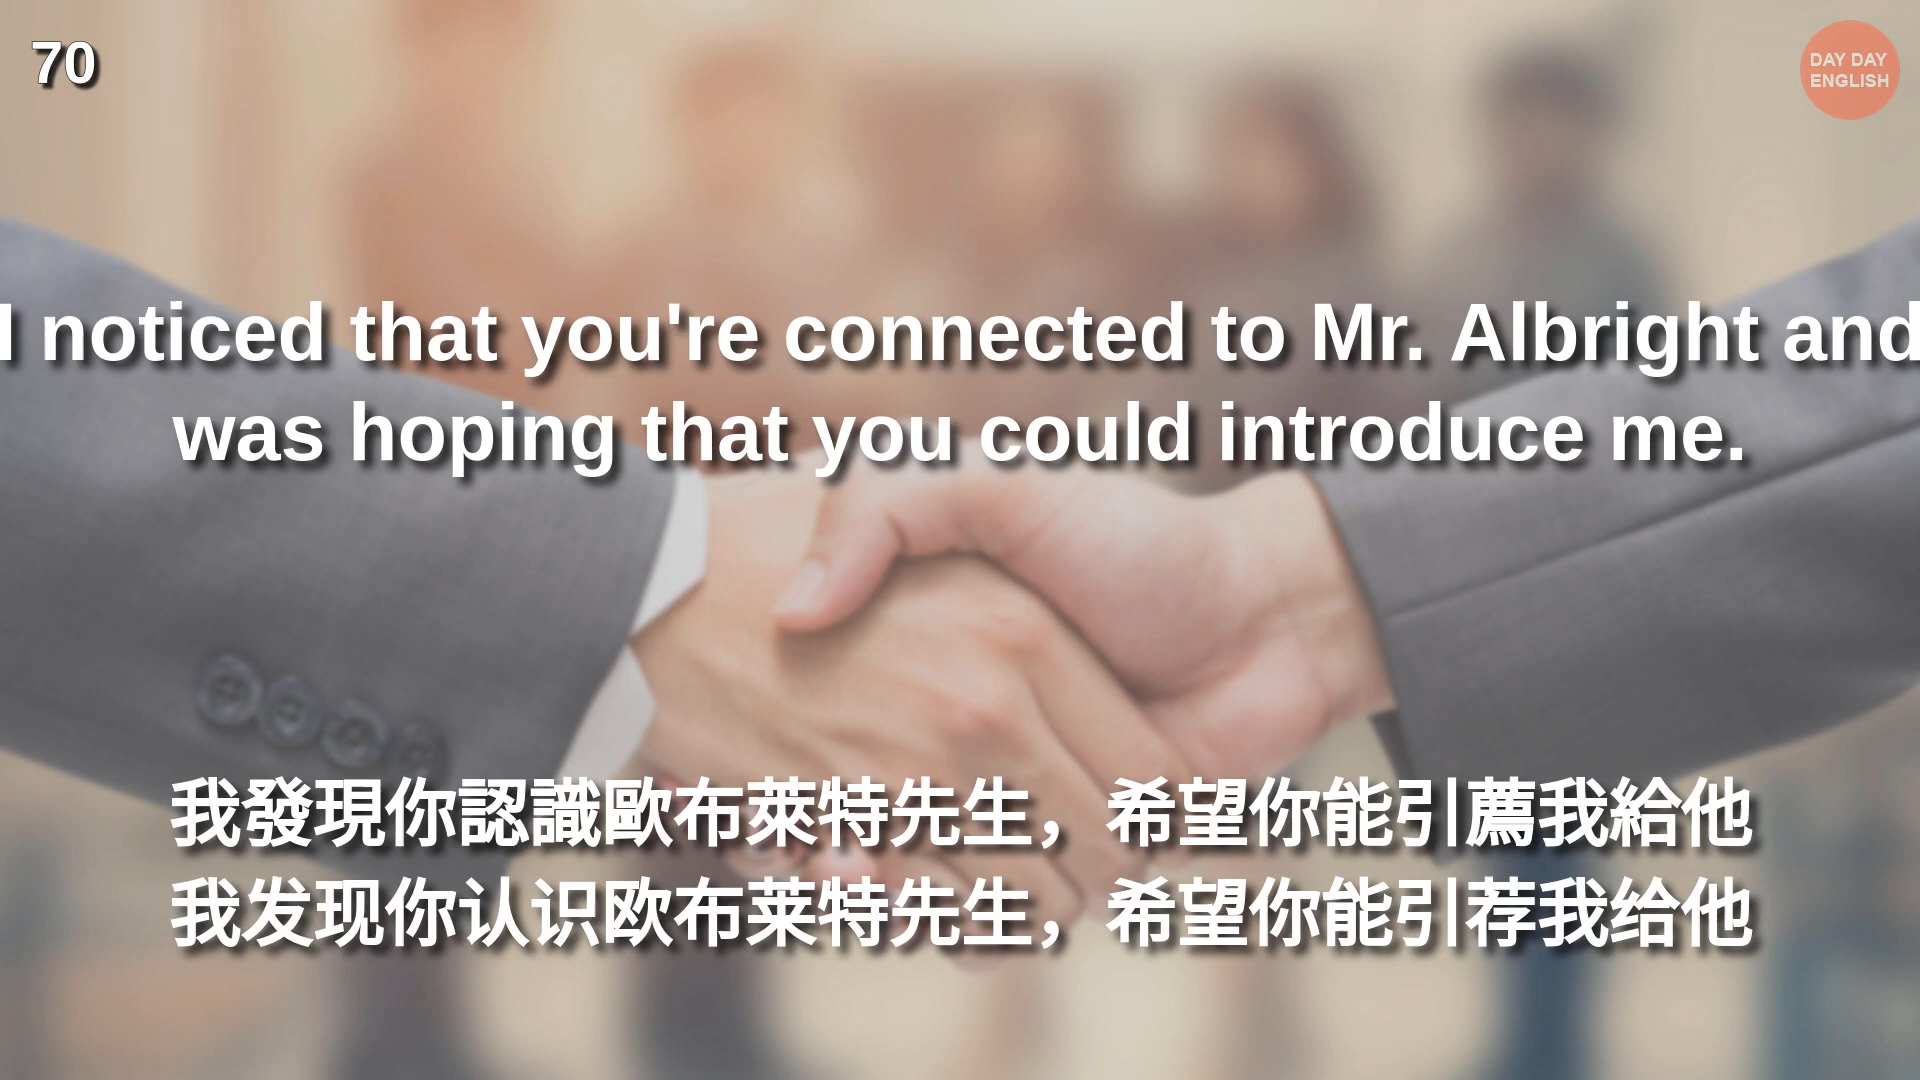 70
DAY DAY
ENGLISH
I noticed that you're connected to Mr. Albright and
was hoping that you could introduce me.
我發現你認識歐布萊特先生，希望你能引薦我給他
我发现你认识欧布莱特先生，希望你能引荐我给他